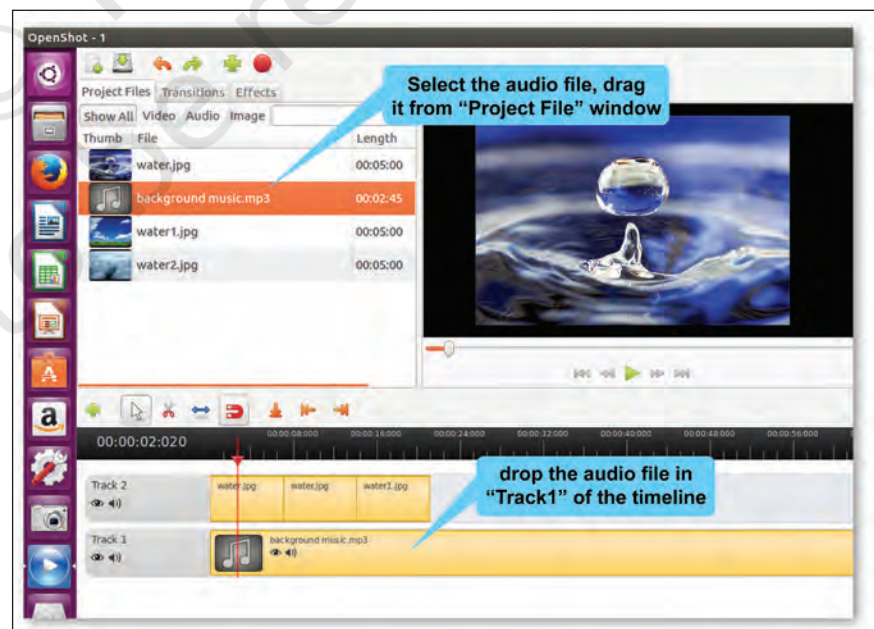 OpenShot - 1
Project Files Transitions Effects
Show All Video Audio Image
Thumb File Length
water.jpg 00:05:00
background music.mp3 00:02:45
water1.jpg 00:05:00
water2.jpg 00:05:00
Select the audio file, drag
it from “Project File” window
00:00:02:020
00:00:08:000 00:00:16:000 00:00:24:000 00:00:32:000 00:00:40:000 00:00:48:000 00:00:56:000
Track 2
water.jpg water.jpg water1.jpg
drop the audio file in
“Track1” of the timeline
Track 1
background music.mp3